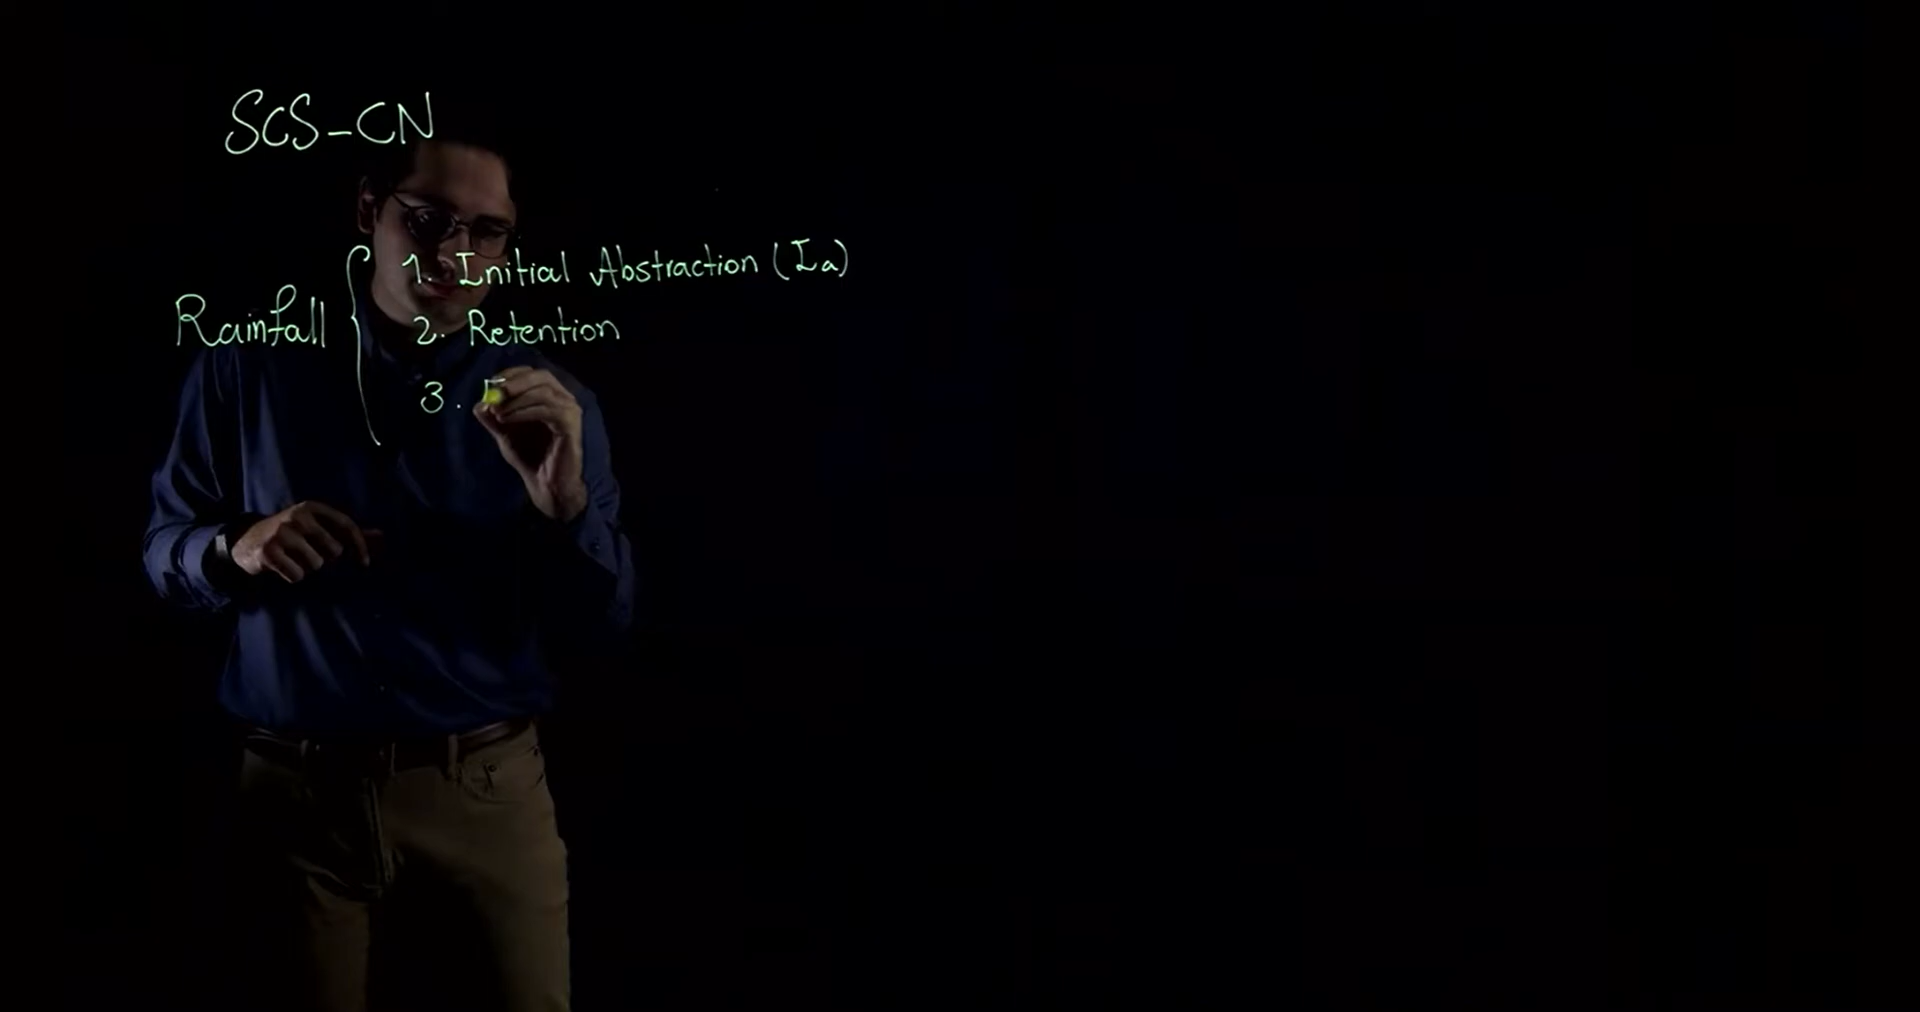 SCS-CN
Rainfall
1. Initial Abstraction (Ia)
2. Retention
3.